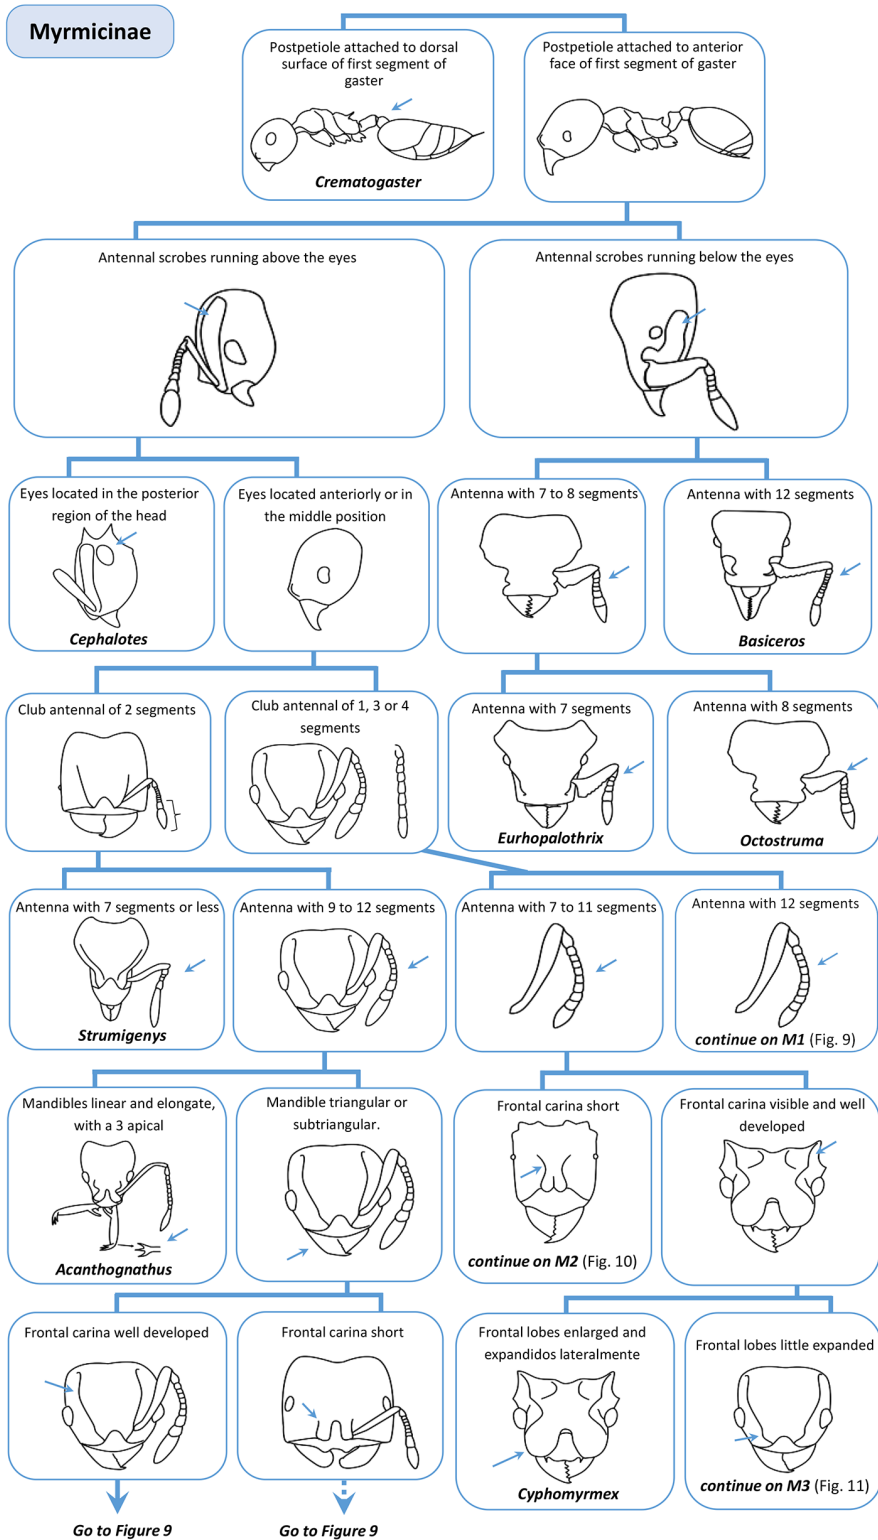 Myrmicinae
Postpetiole attached to dorsal
surface of first segment of
gaster
Crematogaster
Postpetiole attached to anterior
face of first segment of gaster
Antennal scrobes running above the eyes
Antennal scrobes running below the eyes
Eyes located in the posterior
region of the head
Cephalotes
Eyes located anteriorly or in
the middle position
Antenna with 7 to 8 segments
Antenna with 12 segments
Basiceros
Club antennal of 2 segments
Club antennal of 1, 3 or 4
segments
Antenna with 7 segments
Eurhopalothrix
Antenna with 8 segments
Octostruma
Antenna with 7 segments or less
Strumigenys
Antenna with 9 to 12 segments
Antenna with 7 to 11 segments
Antenna with 12 segments
continue on M1 (Fig. 9)
Mandibles linear and elongate,
with a 3 apical
Acanthognathus
Mandible triangular or
subtriangular.
Frontal carina short
continue on M2 (Fig. 10)
Frontal carina visible and well
developed
Frontal carina well developed
Go to Figure 9
Frontal carina short
Go to Figure 9
Frontal lobes enlarged and
expandidos lateralmente
Cyphomyrmex
Frontal lobes little expanded
continue on M3 (Fig. 11)